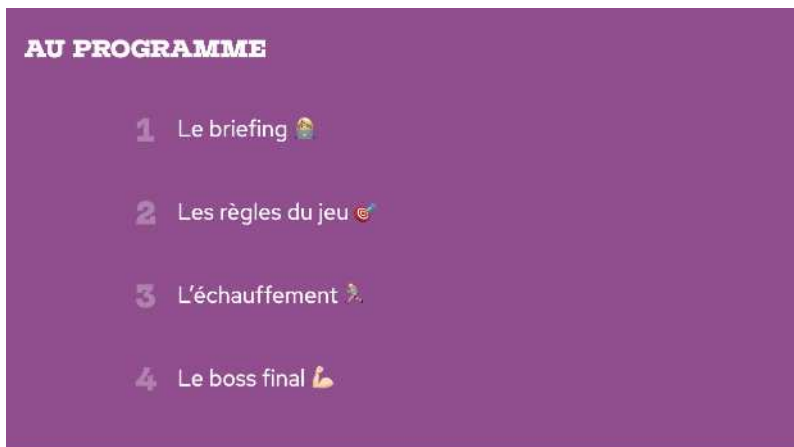 AU PROGRAMME
1 Le briefing
2 Les règles du jeu 🎯
3 L'échauffement
4 Le boss final 💪🏻